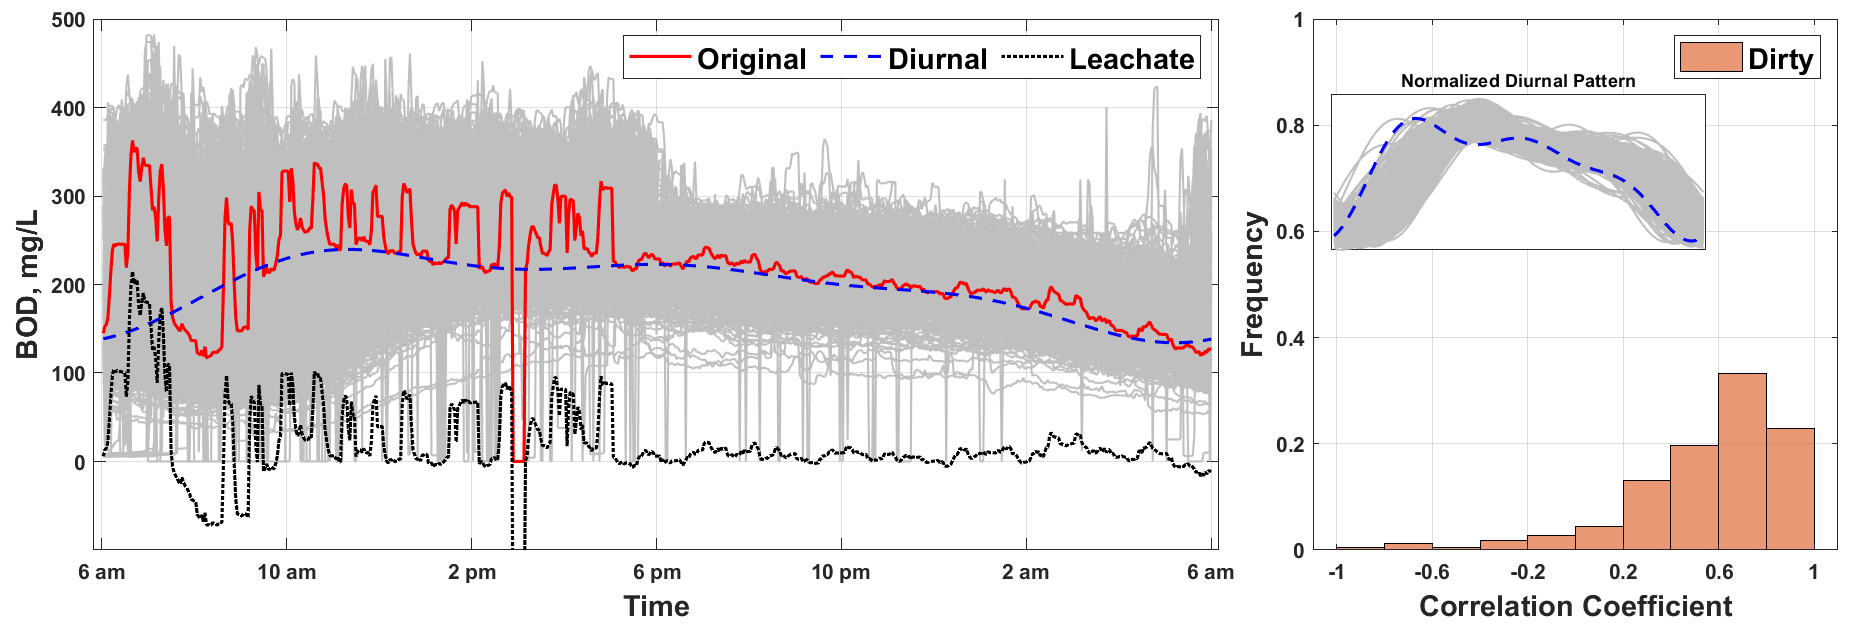 500
400
300
200
100
0
BOD, mg/L
Original
Diurnal
Leachate
6 am
10 am
2 pm
6 pm
10 pm
2 am
6 am
Time
1
0.8
0.6
0.4
0.2
0
Frequency
Dirty
Normalized Diurnal Pattern
-1
-0.6
-0.2
0.2
0.6
1
Correlation Coefficient